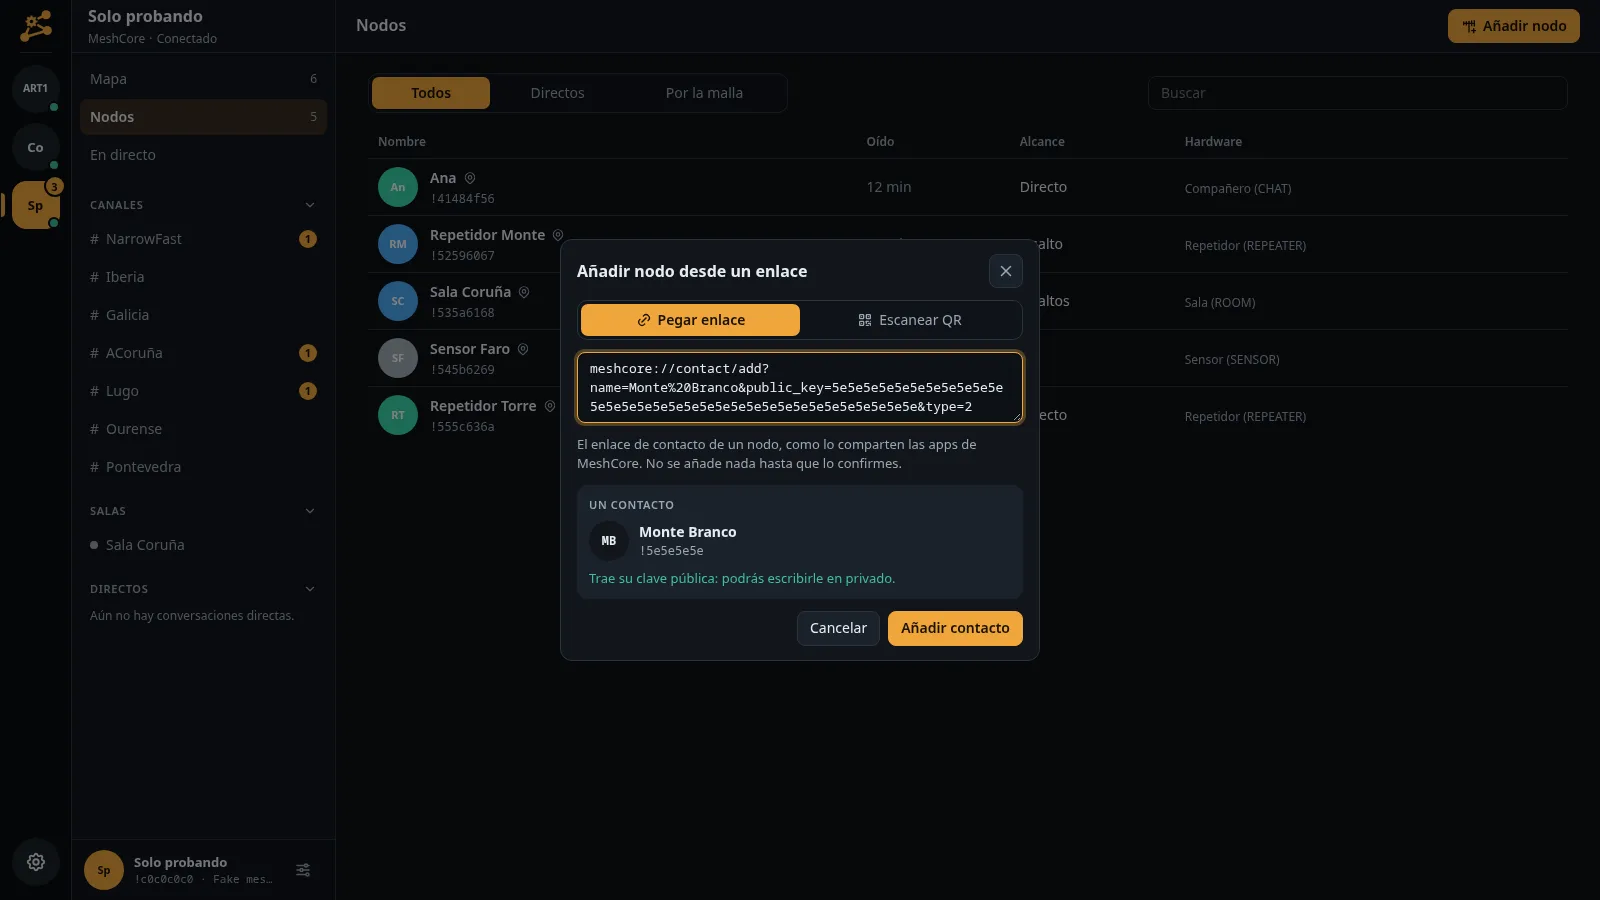 Solo probando
MeshCore · Conectado
Nodos
Añadir nodo
ART1
Co
3
Sp
Mapa 6
Nodos 5
En directo
CANALES
# NarrowFast 1
# Iberia
# Galicia
# ACoruña 1
# Lugo 1
# Ourense
# Pontevedra
SALAS
Sala Coruña
DIRECTOS
Aún no hay conversaciones directas.
Sp
Solo probando
!c0c0c0c0 · Fake mes…
Todos Directos Por la malla
Buscar
Nombre Oído Alcance Hardware
An
Ana
!41484f56
12 min Directo Compañero (CHAT)
RM
Repetidor Monte
!52596067
alto Repetidor (REPEATER)
SC
Sala Coruña
!535a6168
altos Sala (ROOM)
SF
Sensor Faro
!545b6269
Sensor (SENSOR)
RT
Repetidor Torre
!555c636a
ecto Repetidor (REPEATER)
Añadir nodo desde un enlace
Pegar enlace Escanear QR
meshcore://contact/add?
name=Monte%20Branco&public_key=5e5e5e5e5e5e5e5e5e5e5e
5e5e5e5e5e5e5e5e5e5e5e5e5e5e5e5e5e5e5e5e5e&type=2
El enlace de contacto de un nodo, como lo comparten las apps de
MeshCore. No se añade nada hasta que lo confirmes.
UN CONTACTO
MB
Monte Branco
!5e5e5e5e
Trae su clave pública: podrás escribirle en privado.
Cancelar Añadir contacto